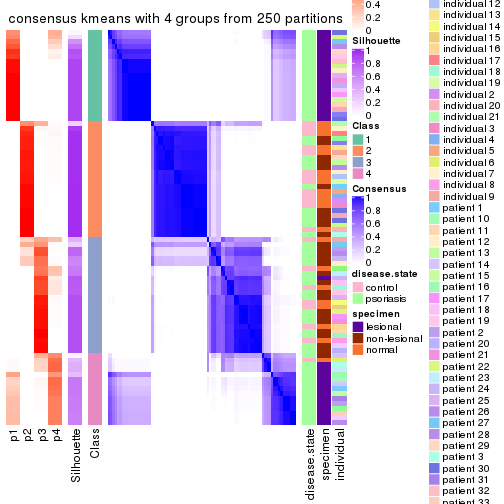 consensus kmeans with 4 groups from 250 partitions
p1
p2
p3
p4
Silhouette
Class
disease.state
specimen
individual
0.4
0.2
0
Silhouette
1
0.8
0.6
0.4
0.2
0
Class
1
2
3
4
Consensus
1
0.8
0.6
0.4
0.2
0
disease.state
control
psoriasis
specimen
lesional
non-lesional
normal
individual 12
individual 13
individual 14
individual 15
individual 16
individual 17
individual 18
individual 19
individual 2
individual 20
individual 21
individual 3
individual 4
individual 5
individual 6
individual 7
individual 8
individual 9
patient 1
patient 10
patient 11
patient 12
patient 13
patient 14
patient 15
patient 16
patient 17
patient 18
patient 19
patient 2
patient 20
patient 21
patient 22
patient 23
patient 24
patient 25
patient 26
patient 27
patient 28
patient 29
patient 3
patient 30
patient 31
patient 32
patient 33